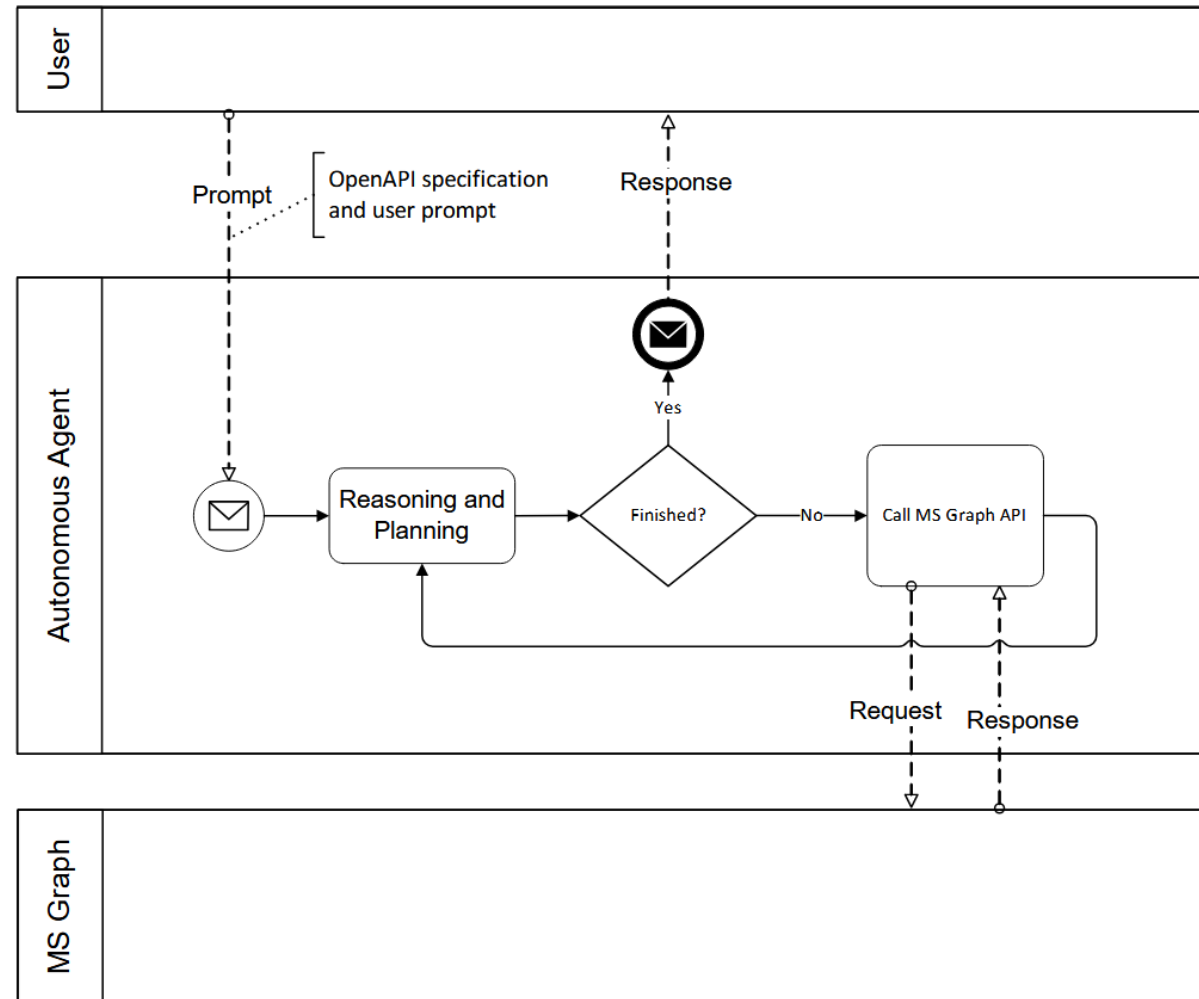 User
Prompt
OpenAPI specification
and user prompt
Response
Autonomous Agent
Yes
Reasoning and
Planning
Finished?
No
Call MS Graph API
Request
Response
MS Graph